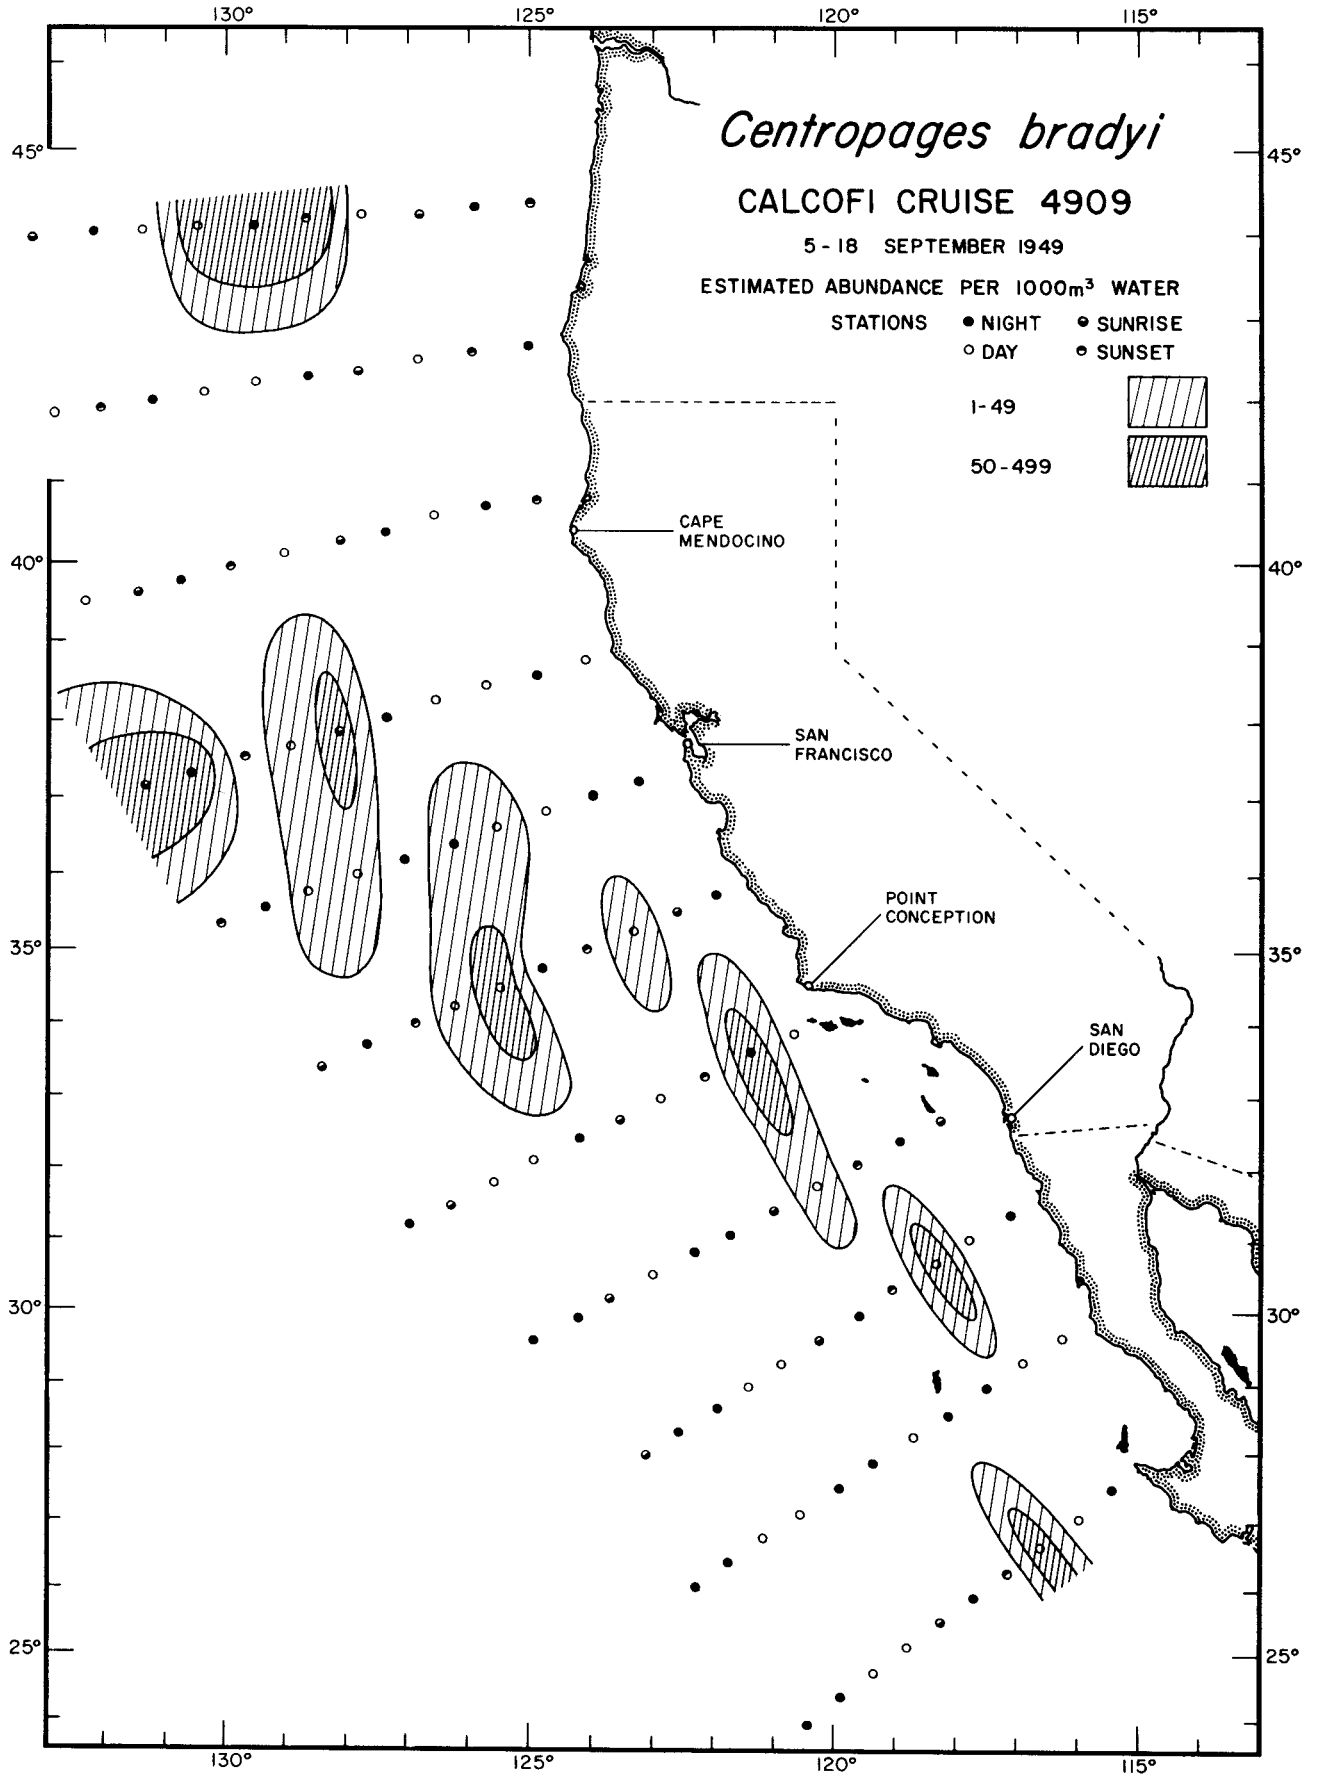 130° 125° 120° 115°
Centropages bradyi
45° 45°
CALCOFI CRUISE 4909
5-18 SEPTEMBER 1949
ESTIMATED ABUNDANCE PER 1000m³ WATER
STATIONS NIGHT SUNRISE
DAY SUNSET
1-49
50-499
CAPE
MENDOCINO
40° 40°
SAN
FRANCISCO
POINT
CONCEPTION
35° 35°
SAN
DIEGO
30° 30°
25° 25°
130° 125° 120° 115°